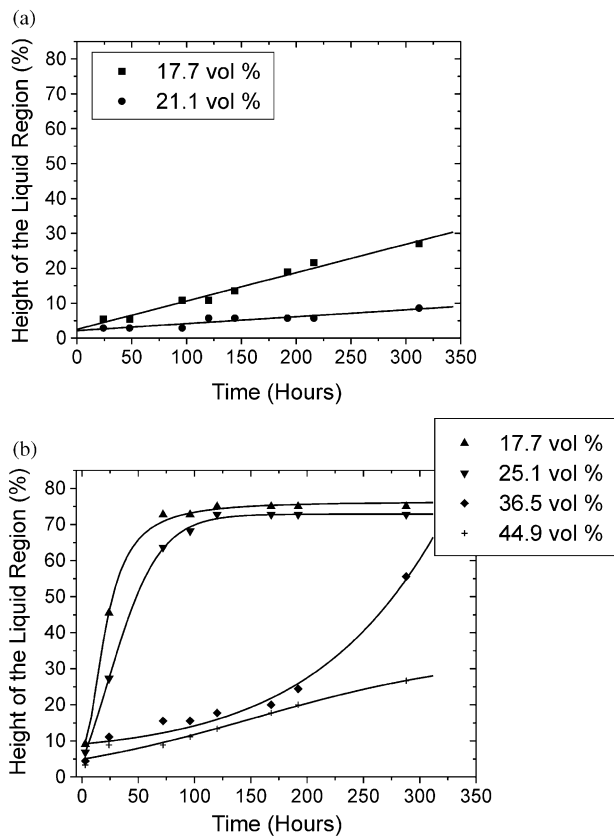 (a)
80
70
60
50
40
30
20
10
0
Height of the Liquid Region (%)
17.7 vol %
21.1 vol %
0 50 100 150 200 250 300 350
Time (Hours)
(b)
80
70
60
50
40
30
20
10
0
Height of the Liquid Region (%)
17.7 vol %
25.1 vol %
36.5 vol %
44.9 vol %
0 50 100 150 200 250 300 350
Time (Hours)